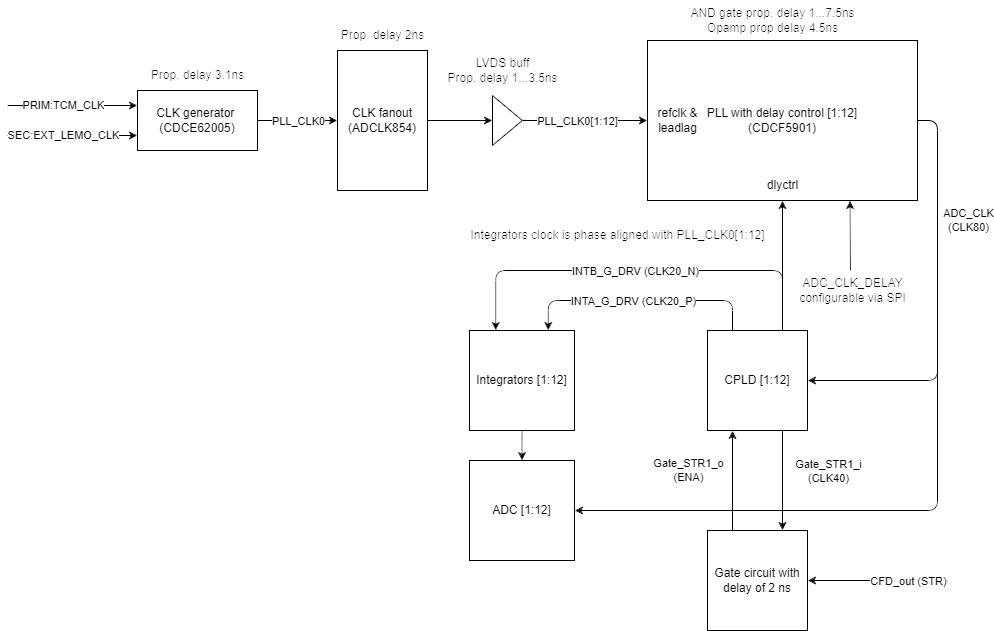 AND gate prop. delay 1...7.5ns
Opamp prop delay 4.5ns
Prop. delay 2ns
LVDS buff
Prop. delay 1...3.5ns
Prop. delay 3.1ns
PRIM:TCM_CLK
SEC:EXT_LEMO_CLK
CLK generator
(CDCE62005)
PLL_CLK0
CLK fanout
(ADCLK854)
PLL_CLK0[1:12]
refclk &
leadlag
PLL with delay control [1:12]
(CDCF5901)
dlyctrl
ADC_CLK
(CLK80)
Integrators clock is phase aligned with PLL_CLK0[1:12]
INTB_G_DRV (CLK20_N)
INTA_G_DRV (CLK20_P)
ADC_CLK_DELAY
configurable via SPI
Integrators [1:12]
CPLD [1:12]
Gate_STR1_o
(ENA)
Gate_STR1_i
(CLK40)
ADC [1:12]
Gate circuit with
delay of 2 ns
CFD_out (STR)